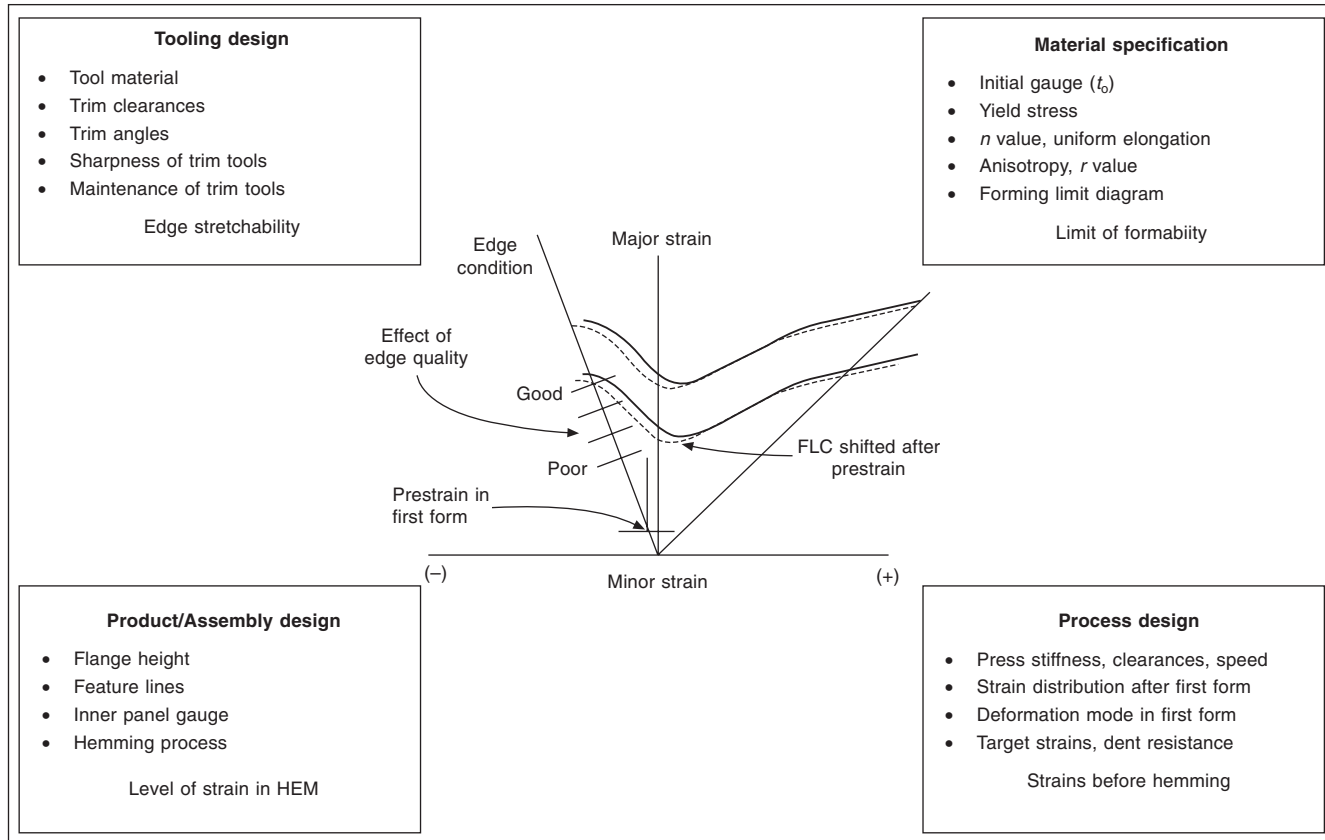 Tooling design
• Tool material
• Trim clearances
• Trim angles
• Sharpness of trim tools
• Maintenance of trim tools
Edge stretchability
Material specification
• Initial gauge (tₒ)
• Yield stress
• n value, uniform elongation
• Anisotropy, r value
• Forming limit diagram
Limit of formabiity
Edge
condition
Major strain
Effect of
edge quality
Good
Poor
FLC shifted after
prestrain
Prestrain in
first form
(–)
Minor strain
(+)
Product/Assembly design
• Flange height
• Feature lines
• Inner panel gauge
• Hemming process
Level of strain in HEM
Process design
• Press stiffness, clearances, speed
• Strain distribution after first form
• Deformation mode in first form
• Target strains, dent resistance
Strains before hemming